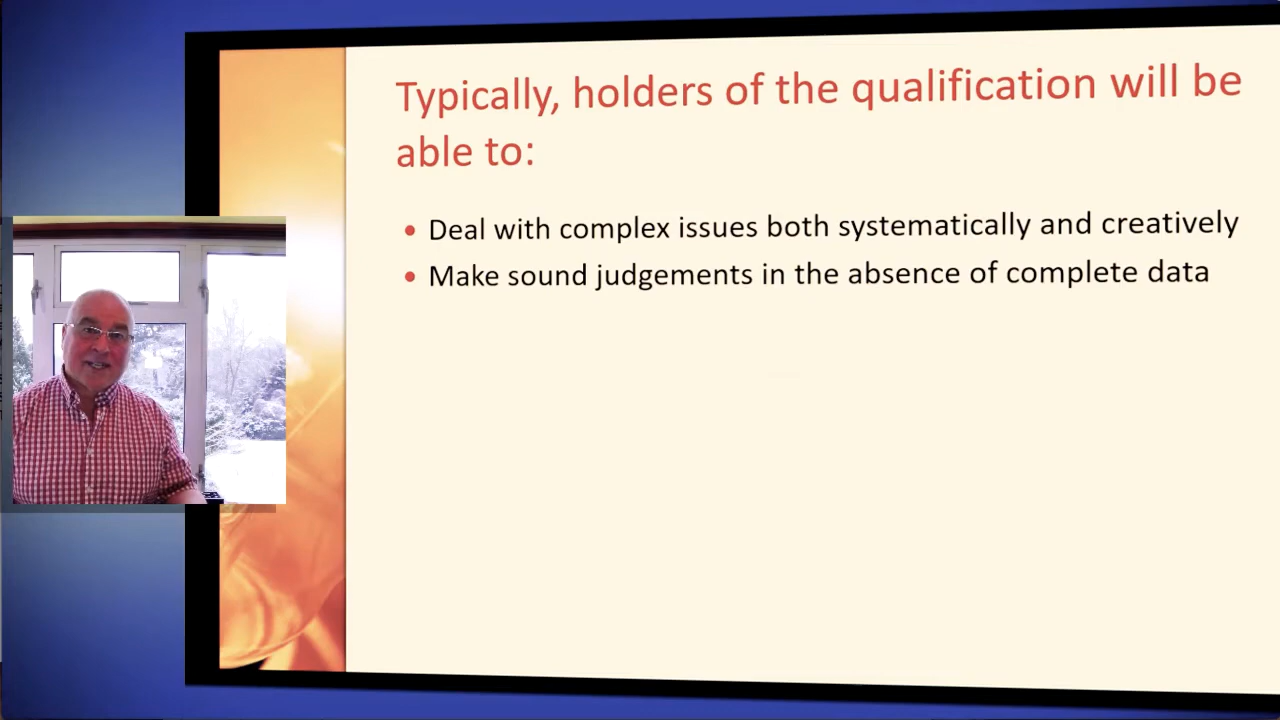 Typically, holders of the qualification will be
able to:
• Deal with complex issues both systematically and creatively
• Make sound judgements in the absence of complete data